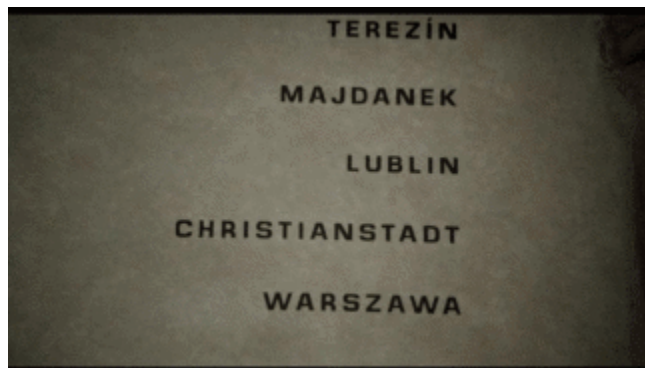 TEREZÍN
MAJDANEK
LUBLIN
CHRISTIANSTADT
WARSZAWA